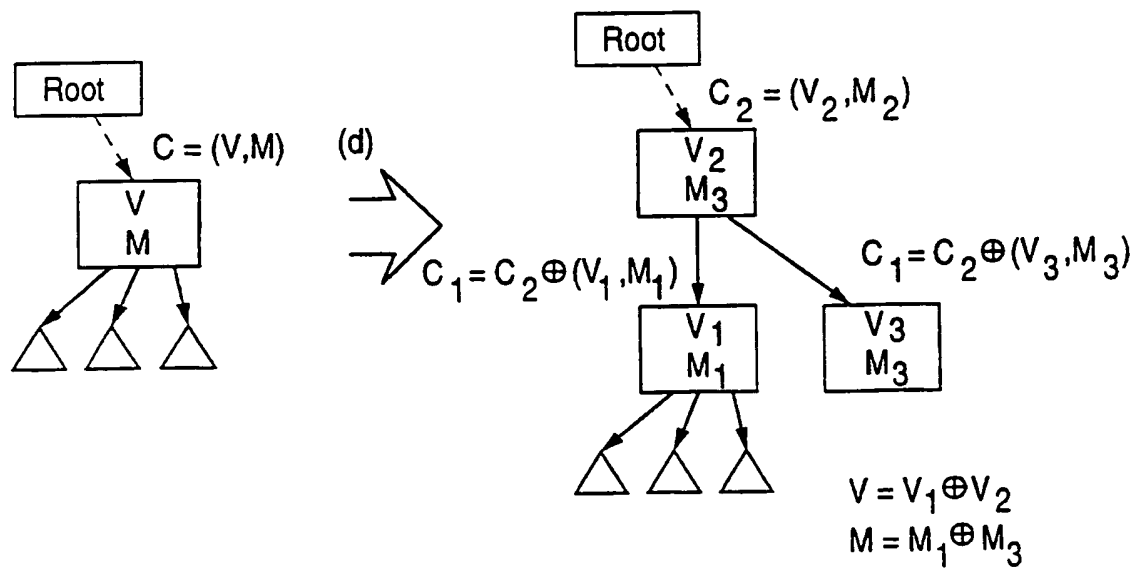 Root
C = (V,M)
V
M
(d)
Root
C₂ = (V₂,M₂)
V₂
M₃
C₁ = C₂⊕(V₁,M₁)
C₁ = C₂⊕(V₃,M₃)
V₁
M₁
V₃
M₃
V = V₁⊕V₂
M = M₁⊕M₃